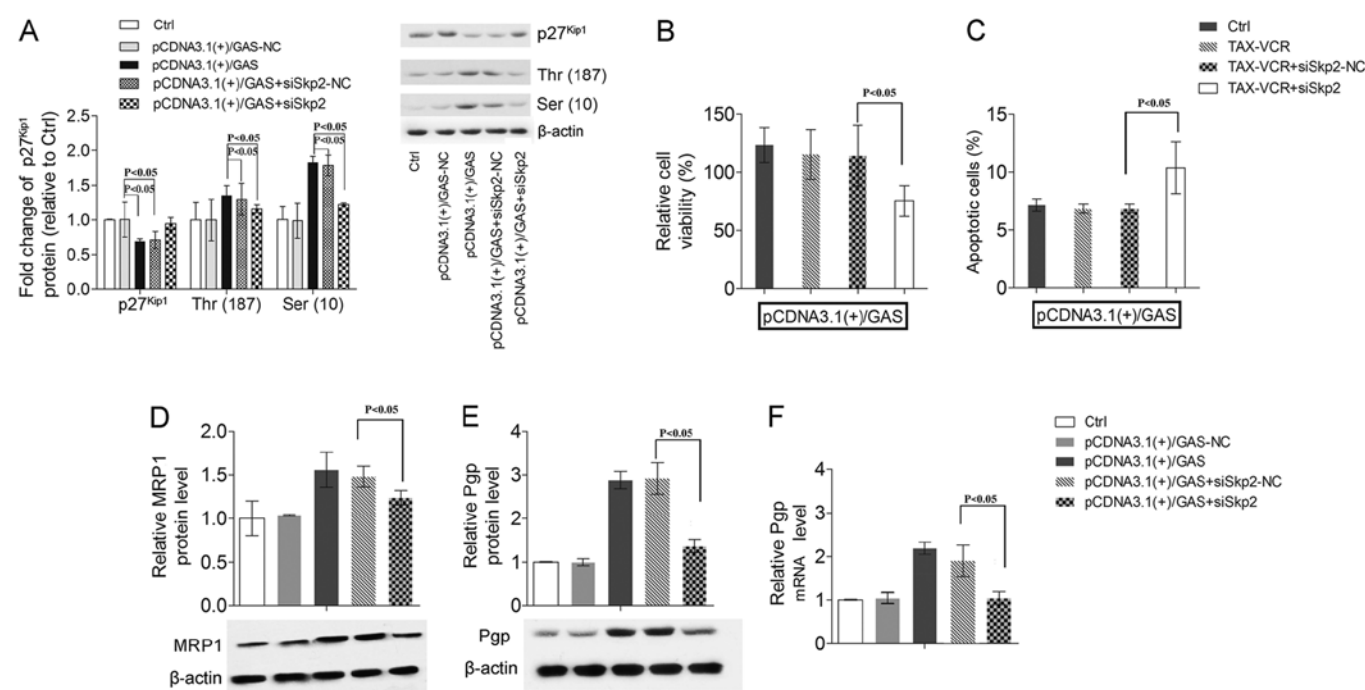 A
Ctrl
pCDNA3.1(+)/GAS-NC
pCDNA3.1(+)/GAS
pCDNA3.1(+)/GAS+siSkp2-NC
pCDNA3.1(+)/GAS+siSkp2
Fold change of p27Kip1
protein (relative to Ctrl)
2.5
2.0
1.5
1.0
0.5
0.0
P<0.05
P<0.05
P<0.05
P<0.05
P<0.05
P<0.05
p27Kip1
Thr (187)
Ser (10)
p27Kip1
Thr (187)
Ser (10)
β-actin
Ctrl
pCDNA3.1(+)/GAS-NC
pCDNA3.1(+)/GAS
pCDNA3.1(+)/GAS+siSkp2-NC
pCDNA3.1(+)/GAS+siSkp2
B
Relative cell
viability (%)
150
100
50
0
P<0.05
pCDNA3.1(+)/GAS
C
Apoptotic cells (%)
15
10
5
0
P<0.05
pCDNA3.1(+)/GAS
Ctrl
TAX-VCR
TAX-VCR+siSkp2-NC
TAX-VCR+siSkp2
D
Relative MRP1
protein level
2.0
1.5
1.0
0.5
0.0
P<0.05
MRP1
β-actin
E
Relative Pgp
protein level
4
3
2
1
0
P<0.05
Pgp
β-actin
F
Relative Pgp
mRNA level
4
3
2
1
0
P<0.05
Ctrl
pCDNA3.1(+)/GAS-NC
pCDNA3.1(+)/GAS
pCDNA3.1(+)/GAS+siSkp2-NC
pCDNA3.1(+)/GAS+siSkp2